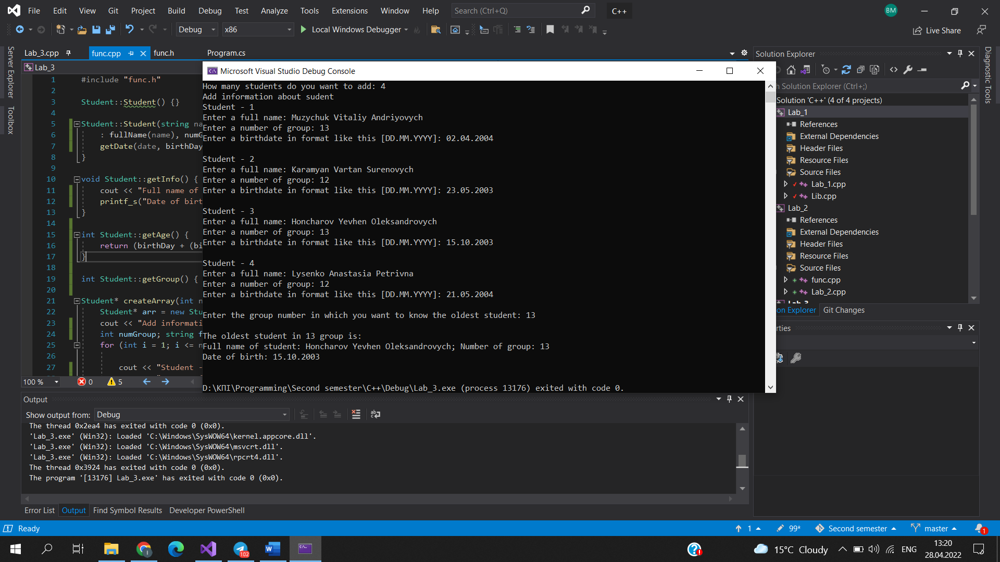 File Edit View Git Project Build Debug Test Analyze Tools Extensions Window Help Search (Ctrl+Q) C++ BM
Debug x86 Local Windows Debugger Live Share
Server Explorer
Toolbox
Lab_3.cpp func.cpp func.h Program.cs
Lab_3
1 #include "func.h"
2
3 Student::Student() {}
4
5 Student::Student(string na
6 : fullName(name), numG
7 getDate(date, birthDay
8 }
9
10 void Student::getInfo() {
11 cout << "Full name of
12 printf_s("Date of birt
13 }
14
15 int Student::getAge() {
16 return (birthDay + (bi
17 }
18
19 int Student::getGroup() {
20
21 Student* createArray(int n
22 Student* arr = new Stu
23 cout << "Add informati
24 int numGroup; string f
25 for (int i = 1; i <= n
26
27 cout << "Student -
100 % 0 5
Microsoft Visual Studio Debug Console
How many students do you want to add: 4
Add information about sudent
Student - 1
Enter a full name: Muzychuk Vitaliy Andriyovych
Enter a number of group: 13
Enter a birthdate in format like this [DD.MM.YYYY]: 02.04.2004
Student - 2
Enter a full name: Karamyan Vartan Surenovych
Enter a number of group: 12
Enter a birthdate in format like this [DD.MM.YYYY]: 23.05.2003
Student - 3
Enter a full name: Honcharov Yevhen Oleksandrovych
Enter a number of group: 13
Enter a birthdate in format like this [DD.MM.YYYY]: 15.10.2003
Student - 4
Enter a full name: Lysenko Anastasia Petrivna
Enter a number of group: 12
Enter a birthdate in format like this [DD.MM.YYYY]: 21.05.2004
Enter the group number in which you want to know the oldest student: 13
The oldest student in 13 group is:
Full name of student: Honcharov Yevhen Oleksandrovych; Number of group: 13
Date of birth: 15.10.2003
D:\КПІ\Programming\Second semester\C++\Debug\Lab_3.exe (process 13176) exited with code 0.
Solution Explorer
h Solution Explorer (Ctrl+;)
Solution 'C++' (4 of 4 projects)
Lab_1
References
External Dependencies
Header Files
Resource Files
Source Files
Lab_1.cpp
Lib.cpp
Lab_2
References
External Dependencies
Header Files
Resource Files
Source Files
func.cpp
Lab_2.cpp
Lab_3
on Explorer Git Changes
rties
Diagnostic Tools
Output
Show output from: Debug
The thread 0x2ea4 has exited with code 0 (0x0).
'Lab_3.exe' (Win32): Loaded 'C:\Windows\SysWOW64\kernel.appcore.dll'.
'Lab_3.exe' (Win32): Loaded 'C:\Windows\SysWOW64\msvcrt.dll'.
'Lab_3.exe' (Win32): Loaded 'C:\Windows\SysWOW64\rpcrt4.dll'.
The thread 0x3924 has exited with code 0 (0x0).
The program '[13176] Lab_3.exe' has exited with code 0 (0x0).
Error List Output Find Symbol Results Developer PowerShell
Ready 1 99* Second semester master 1
102 15°C Cloudy ENG 13:20
28.04.2022